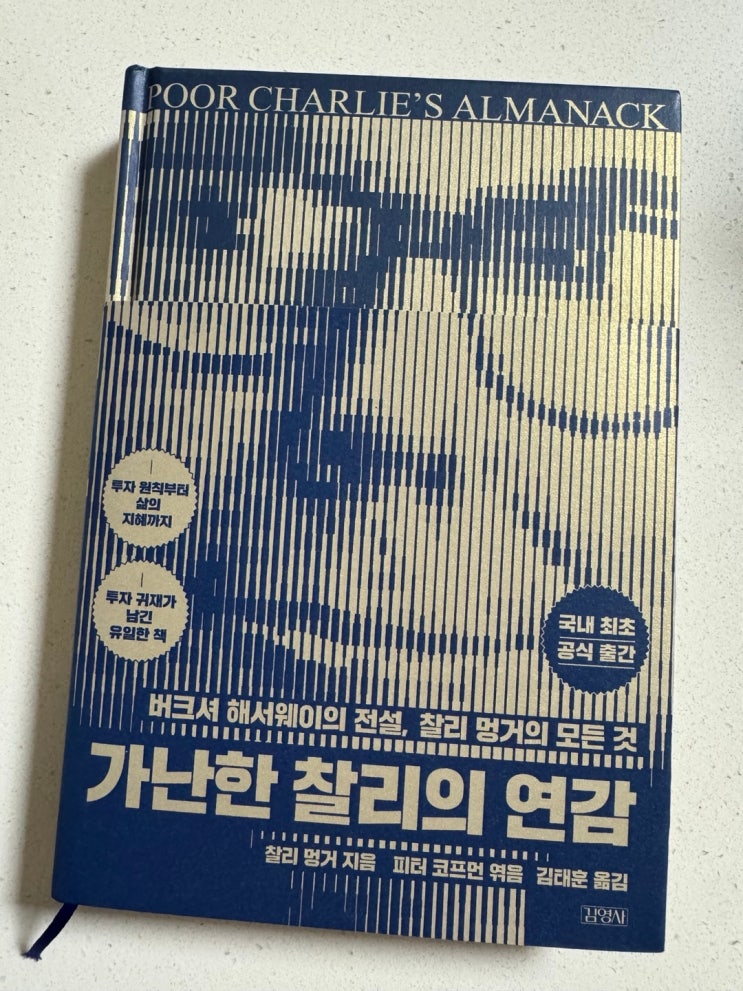 POOR CHARLIE'S ALMANACK
투자 원칙부터
삶의
지혜까지
투자 귀재가
남긴
유일한 책
국내 최초
공식 출간
버크셔 해서웨이의 전설, 찰리 멍거의 모든 것
가난한 찰리의 연감
찰리 멍거 지음 피터 코프먼 엮음 김태훈 옮김
김영사